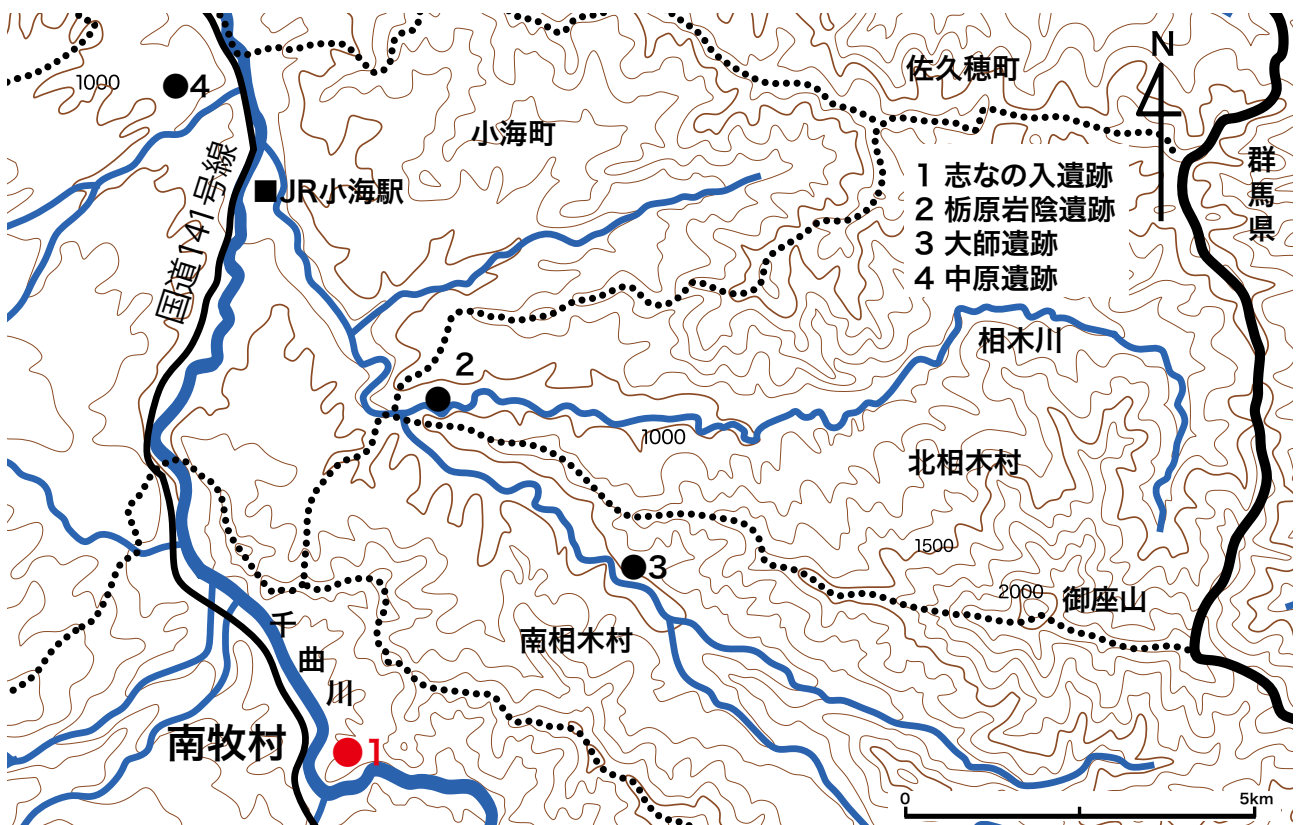 N
佐久穂町
1000
4
小海町
群馬県
国道141号線
JR小海駅
1 志なの入遺跡
2 栃原岩陰遺跡
3 大師遺跡
4 中原遺跡
相木川
2
1000
北相木村
1500
3
2000
御座山
千曲川
南相木村
南牧村
1
0
5km